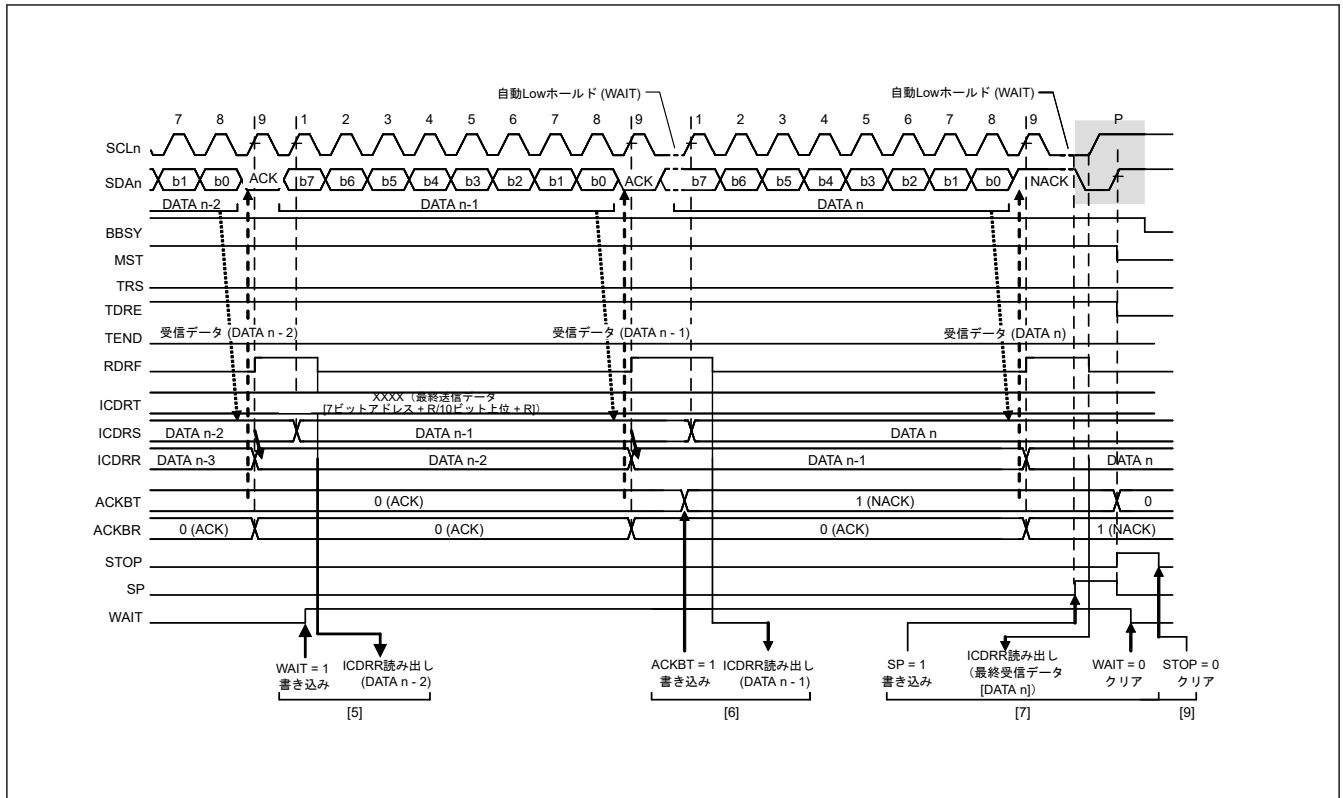 自動Lowホールド (WAIT) 自動Lowホールド (WAIT)
7 8 9 1 2 3 4 5 6 7 8 9 1 2 3 4 5 6 7 8 9 P
SCLn
SDAn b1 b0 ACK b7 b6 b5 b4 b3 b2 b1 b0 ACK b7 b6 b5 b4 b3 b2 b1 b0 NACK
DATA n-2 DATA n-1 DATA n
BBSY
MST
TRS
TDRE
受信データ (DATA n - 2) 受信データ (DATA n - 1) 受信データ (DATA n)
TEND
RDRF
XXXX（最終送信データ
ICDRT [7ビットアドレス + R/10ビット上位 + R]）
ICDRS DATA n-2 DATA n-1 DATA n
ICDRR DATA n-3 DATA n-2 DATA n-1 DATA n
ACKBT 0 (ACK) 1 (NACK) 0
ACKBR 0 (ACK) 0 (ACK) 0 (ACK) 1 (NACK)
STOP
SP
WAIT
WAIT = 1
書き込み
ICDRR読み出し
(DATA n - 2)
[5]
ACKBT = 1
書き込み
ICDRR読み出し
(DATA n - 1)
[6]
SP = 1
書き込み
ICDRR読み出し
（最終受信データ
[DATA n]）
WAIT = 0
クリア
[7]
STOP = 0
クリア
[9]